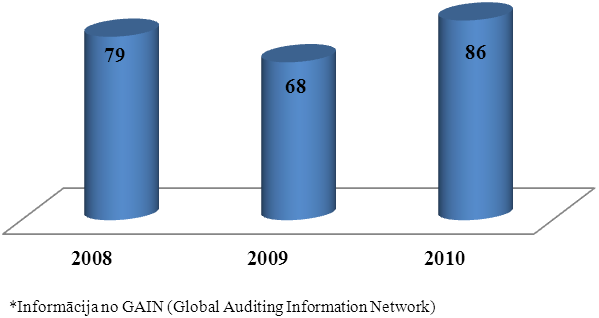 79
68
86
2008 2009 2010
*Informācija no GAIN (Global Auditing Information Network)